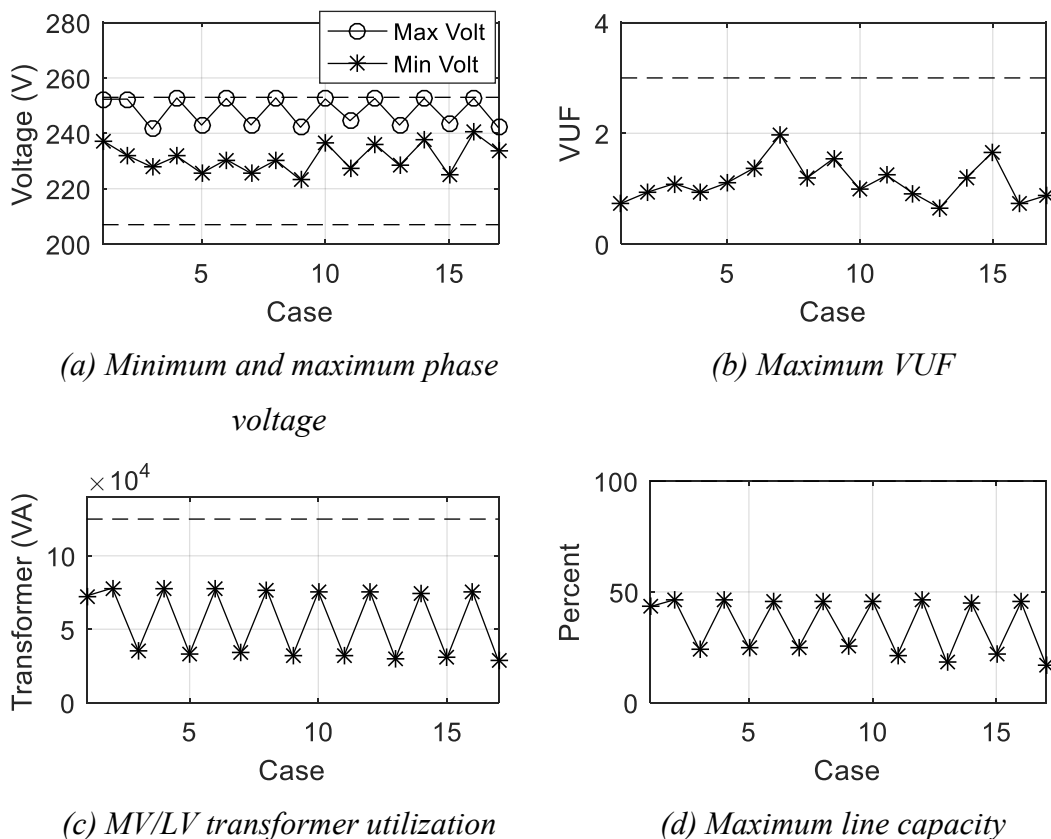 280
260
240
220
200
Voltage (V)
Max Volt
Min Volt
5
10
15
Case
(a) Minimum and maximum phase
voltage
4
2
0
VUF
5
10
15
Case
(b) Maximum VUF
× 10^4
10
5
0
Transformer (VA)
5
10
15
Case
(c) MV/LV transformer utilization
100
50
0
Percent
5
10
15
Case
(d) Maximum line capacity